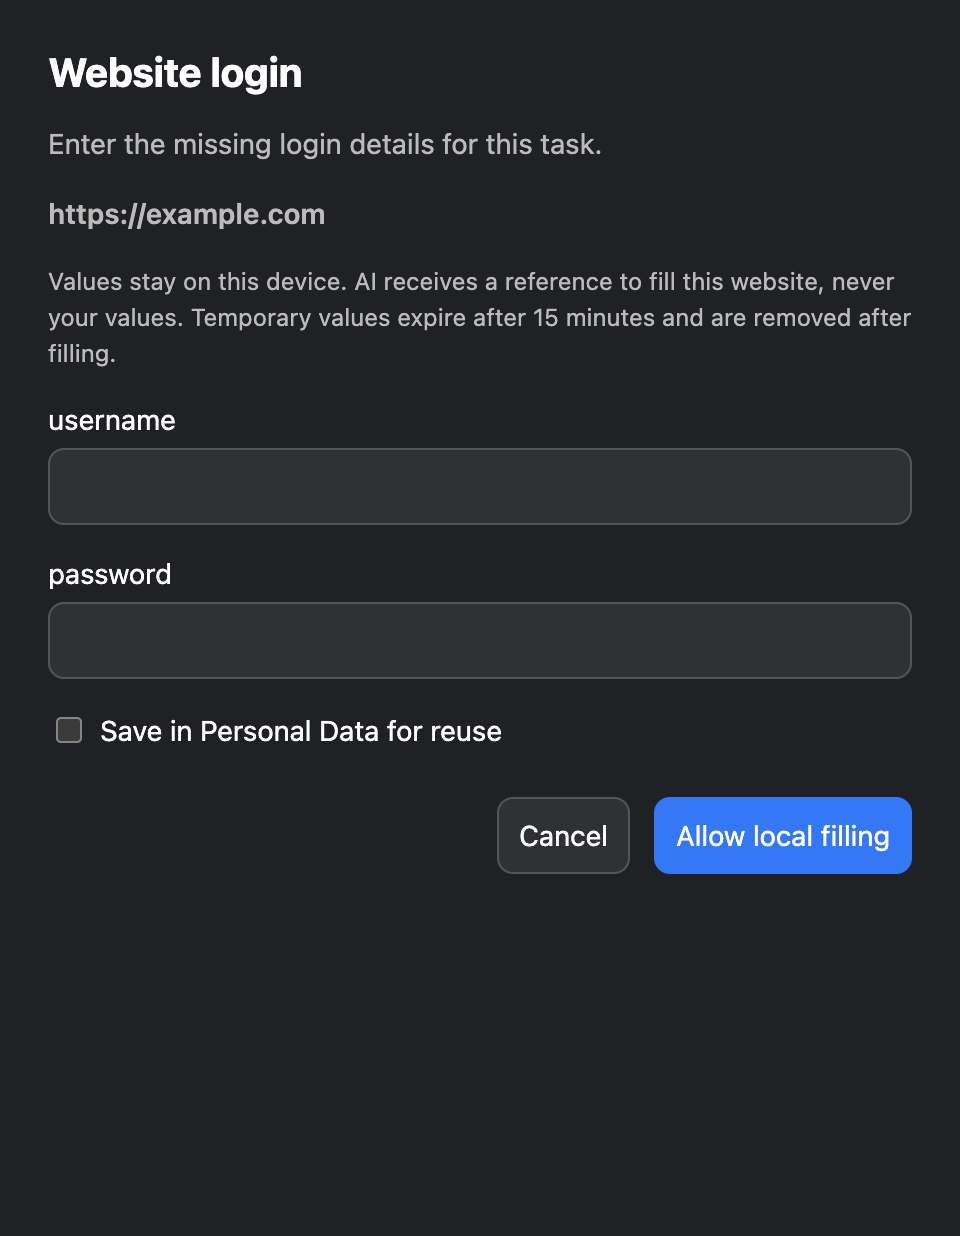 Website login
Enter the missing login details for this task.
https://example.com
Values stay on this device. AI receives a reference to fill this website, never
your values. Temporary values expire after 15 minutes and are removed after
filling.
username
password
Save in Personal Data for reuse
Cancel
Allow local filling